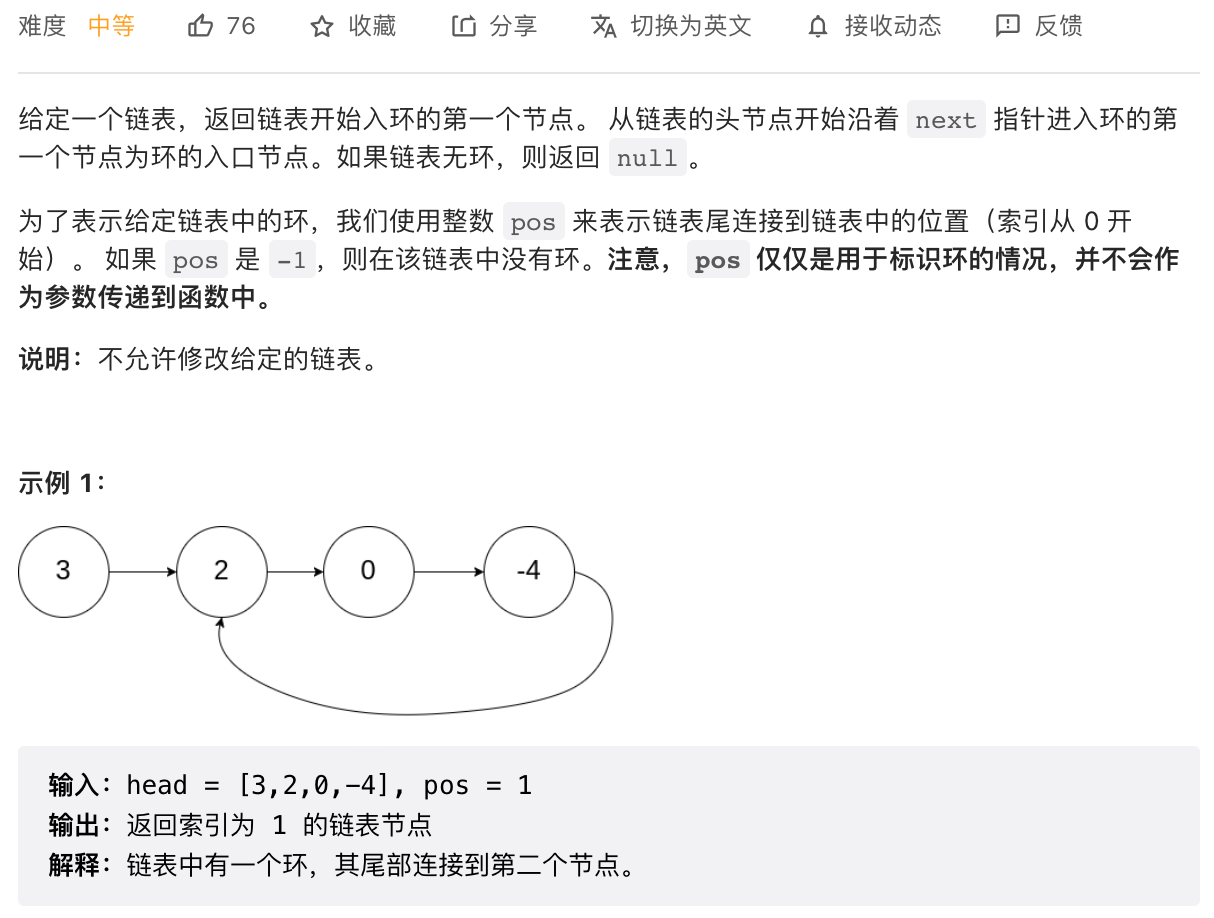 难度 中等 76 收藏 分享 切换为英文 接收动态 反馈
给定一个链表，返回链表开始入环的第一个节点。 从链表的头节点开始沿着 next 指针进入环的第
一个节点为环的入口节点。如果链表无环，则返回 null。
为了表示给定链表中的环，我们使用整数 pos 来表示链表尾连接到链表中的位置（索引从 0 开
始）。 如果 pos 是 -1，则在该链表中没有环。注意，pos 仅仅是用于标识环的情况，并不会作
为参数传递到函数中。
说明：不允许修改给定的链表。
示例 1：
3 2 0 -4
输入：head = [3,2,0,-4], pos = 1
输出：返回索引为 1 的链表节点
解释：链表中有一个环，其尾部连接到第二个节点。